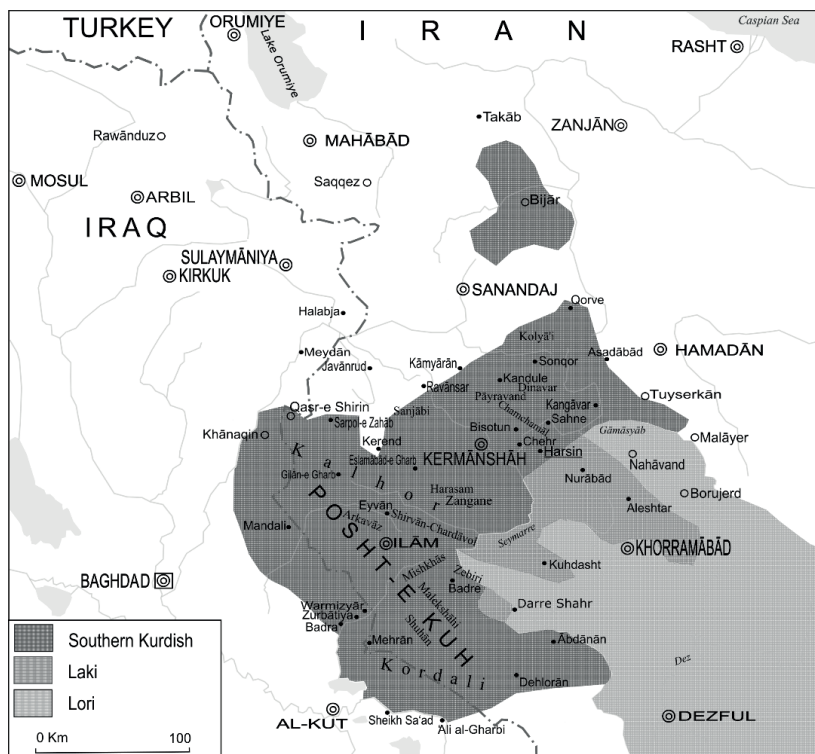 Caspian Sea
TURKEY
ORUMIYE
I R A N
RASHT
Lake Orumiye
Takāb
ZANJĀN
Rawānduz
MAHĀBĀD
MOSUL
Saqqez
ARBIL
Bijār
IRAQ
SULAYMĀNIYA
KIRKUK
SANANDAJ
Halabja
Qorve
Kolyā'i
Meydān
Javānrud
Kāmyārān
Sonqor
Asadābād
HAMADĀN
Ravānsar
Kandule
Dinavar
Pāyravand
Tuyserkān
Qasr-e Shirin
Sanjābi
Chamchamāl
Kangāvar
Sarpol-e Zahāb
Sahne
Khānaqin
Bisotun
Gāmāsyāb
Malāyer
Kerend
KERMĀNSHĀH
Chehr
Harsin
Eslamābād-e Gharb
Nahāvand
Gilān-e Gharb
Nurābād
Kalhor
Harasam
Zangane
Borujerd
Aleshtar
Eyvān
Arkavāz
Shirvān-Chardāvol
Mandali
Seymarre
ILĀM
KHORRAMĀBĀD
POSHT-E KUH
Kuhdasht
BAGHDAD
Mishkhās
Zehiri
Badre
Malekshāhi
Darre Shahr
Warmizyār
Zurbātiya
Badra
Shuhān
Mehrān
Ābdānān
Southern Kurdish
Laki
Lori
Kordali
Dehlorān
Dez
AL-KUT
Sheikh Sa'ad
Ali al-Gharbi
DEZFUL
0 Km 100